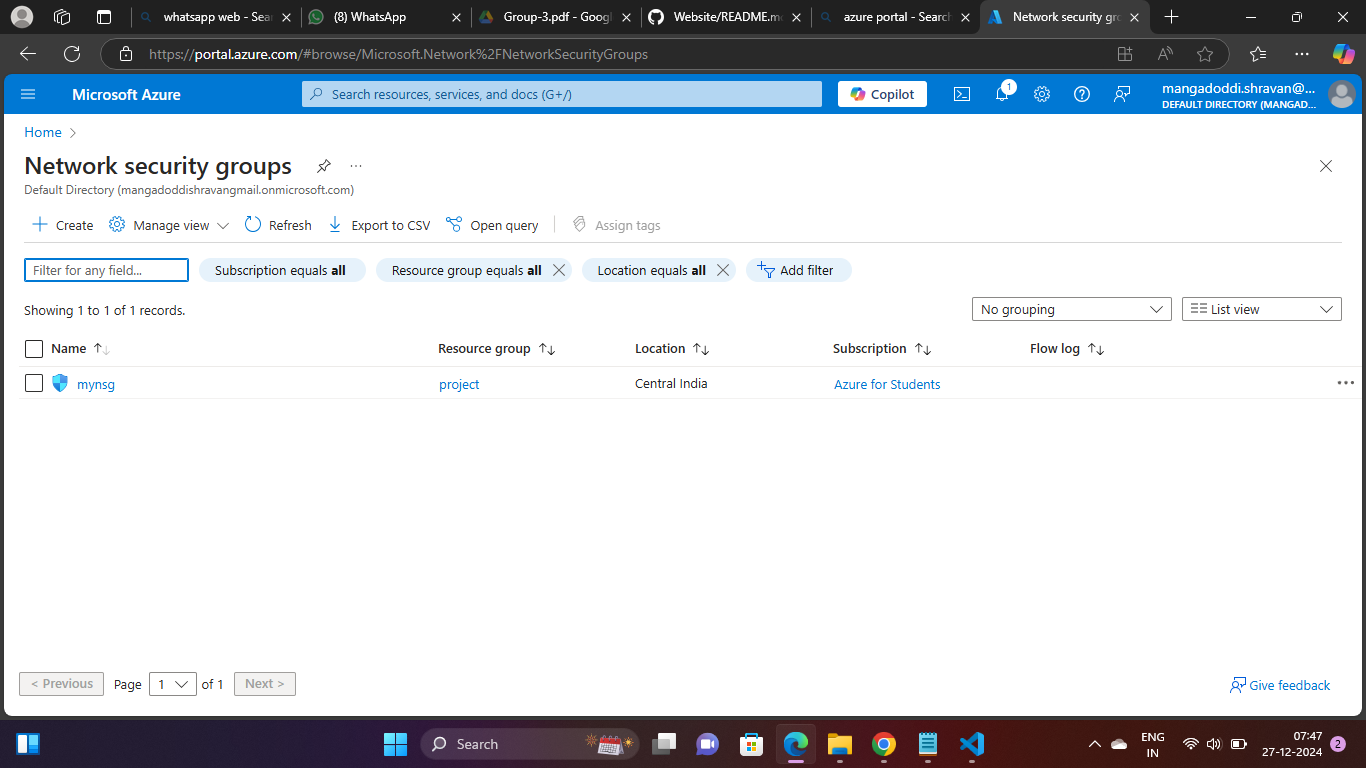 whatsapp web - Sear
(8) WhatsApp
Group-3.pdf - Googl
Website/README.m
azure portal - Search
Network security gro
https://portal.azure.com/#browse/Microsoft.Network%2FNetworkSecurityGroups
Microsoft Azure
Search resources, services, and docs (G+/)
Copilot
1
mangadoddi.shravan@...
DEFAULT DIRECTORY (MANGAD...
Home
Network security groups
Default Directory (mangadoddishravangmail.onmicrosoft.com)
Create
Manage view
Refresh
Export to CSV
Open query
Assign tags
Filter for any field...
Subscription equals all
Resource group equals all
Location equals all
Add filter
Showing 1 to 1 of 1 records.
No grouping
List view
Name
Resource group
Location
Subscription
Flow log
mynsg
project
Central India
Azure for Students
< Previous
Page
1
of 1
Next >
Give feedback
Search
ENG
IN
07:47
27-12-2024
2